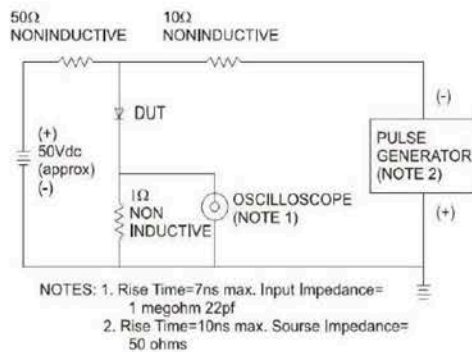 50Ω
NONINDUCTIVE
10Ω
NONINDUCTIVE
DUT
(+)
50Vdc
(approx)
(-)
1Ω
NON
INDUCTIVE
OSCILLOSCOPE
(NOTE 1)
(-)
PULSE
GENERATOR
(NOTE 2)
(+)
NOTES: 1. Rise Time=7ns max. Input Impedance=
1 megohm 22pf
2. Rise Time=10ns max. Sourse Impedance=
50 ohms